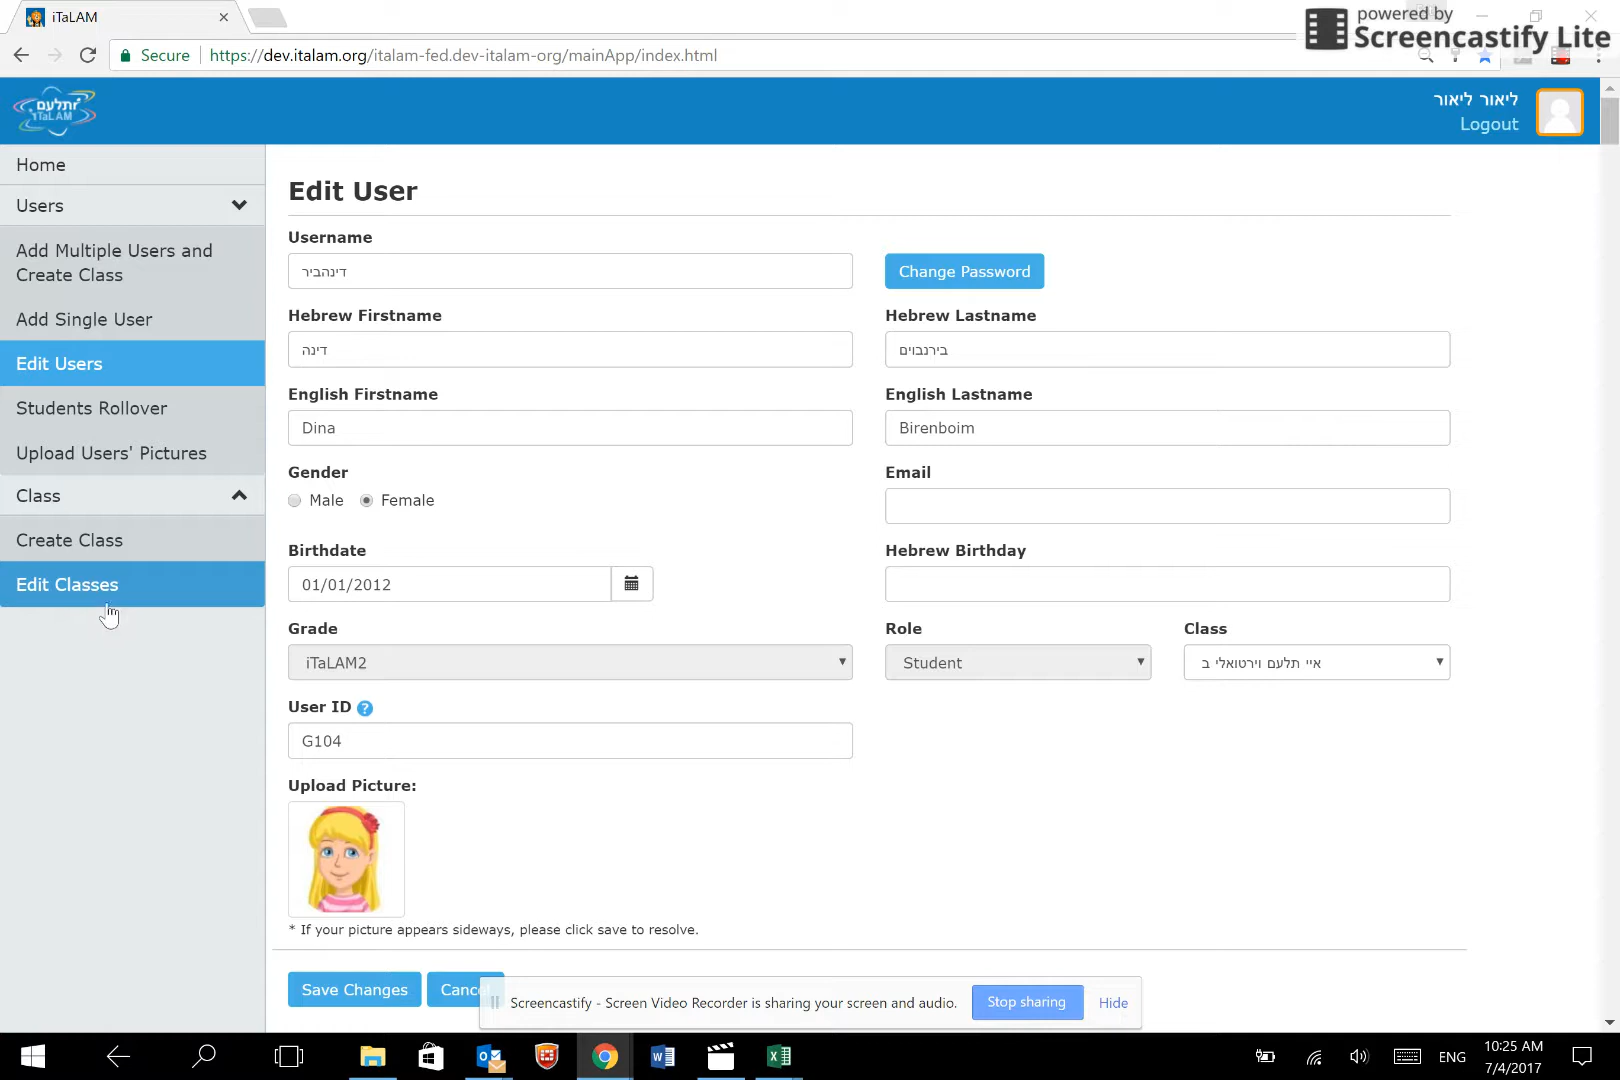 iTaLAM
powered by
Screencastify Lite
Secure
https://dev.italam.org/italam-fed.dev-italam-org/mainApp/index.html
יתלעם
iTaLAM
ליאור ליאור
Logout
Home
Users
Add Multiple Users and
Create Class
Add Single User
Edit Users
Students Rollover
Upload Users' Pictures
Class
Create Class
Edit Classes
Edit User
Username
דינהביר
Change Password
Hebrew Firstname
Hebrew Lastname
דינה
בירנבוים
English Firstname
English Lastname
Dina
Birenboim
Gender
Email
Male
Female
Birthdate
Hebrew Birthday
01/01/2012
Grade
Role
Class
iTaLAM2
Student
איי תלעם וירטואלי ב
User ID ?
G104
Upload Picture:
* If your picture appears sideways, please click save to resolve.
Save Changes
Screencastify - Screen Video Recorder is sharing your screen and audio.
Stop sharing
Hide
ENG
10:25 AM
7/4/2017